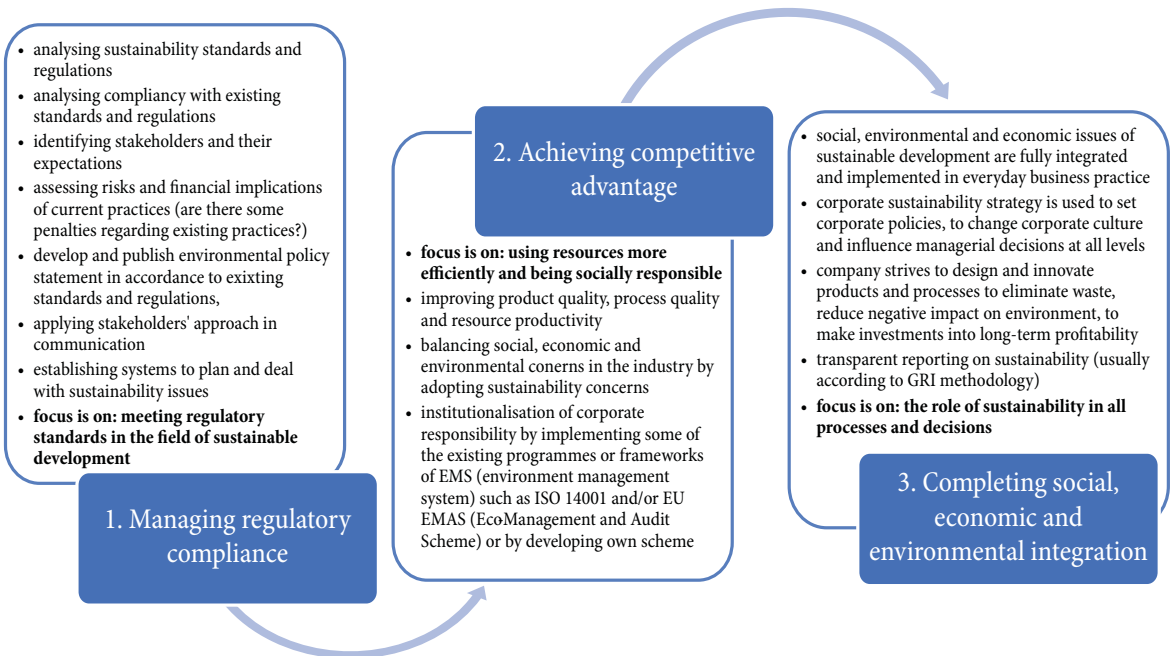 • analysing sustainability standards and
regulations
• analysing compliancy with existing
standards and regulations
• identifying stakeholders and their
expectations
• assessing risks and financial implications
of current practices (are there some
penalties regarding existing practices?)
• develop and publish environmental policy
statement in accordance to exixting
standards and regulations,
• applying stakeholders' approach in
communication
• establishing systems to plan and deal
with sustainability issues
• focus is on: meeting regulatory
standards in the field of sustainable
development
1. Managing regulatory
compliance
2. Achieving competitive
advantage
• focus is on: using resources more
efficiently and being socially responsible
• improving product quality, process quality
and resource productivity
• balancing social, economic and
environmental conerns in the industry by
adopting sustainability concerns
• institutionalisation of corporate
responsibility by implementing some of
the existing programmes or frameworks
of EMS (environment management
system) such as ISO 14001 and/or EU
EMAS (Eco-Management and Audit
Scheme) or by developing own scheme
• social, environmental and economic issues of
sustainable development are fully integrated
and implemented in everyday business practice
• corporate sustainability strategy is used to set
corporate policies, to change corporate culture
and influence managerial decisions at all levels
• company strives to design and innovate
products and processes to eliminate waste,
reduce negative impact on environment, to
make investments into long-term profitability
• transparent reporting on sustainability (usually
according to GRI methodology)
• focus is on: the role of sustainability in all
processes and decisions
3. Completing social,
economic and
environmental integration